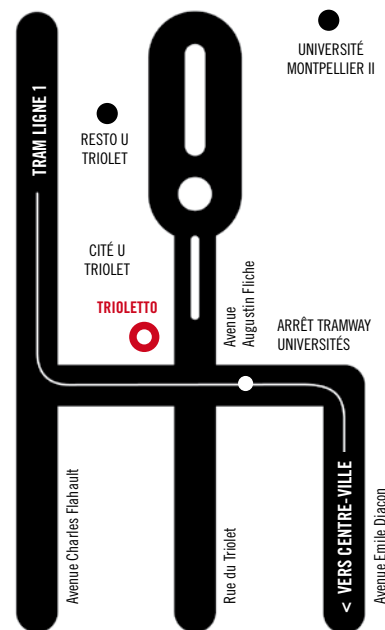 UNIVERSITÉ
MONTPELLIER II
TRAM LIGNE 1
RESTO U
TRIOLET
CITÉ U
TRIOLET
TRIOLETTO
Avenue
Augustin Fliche
ARRÊT TRAMWAY
UNIVERSITÉS
Avenue Charles Flahault
Rue du Triolet
< VERS CENTRE-VILLE
Avenue Emile Diacon